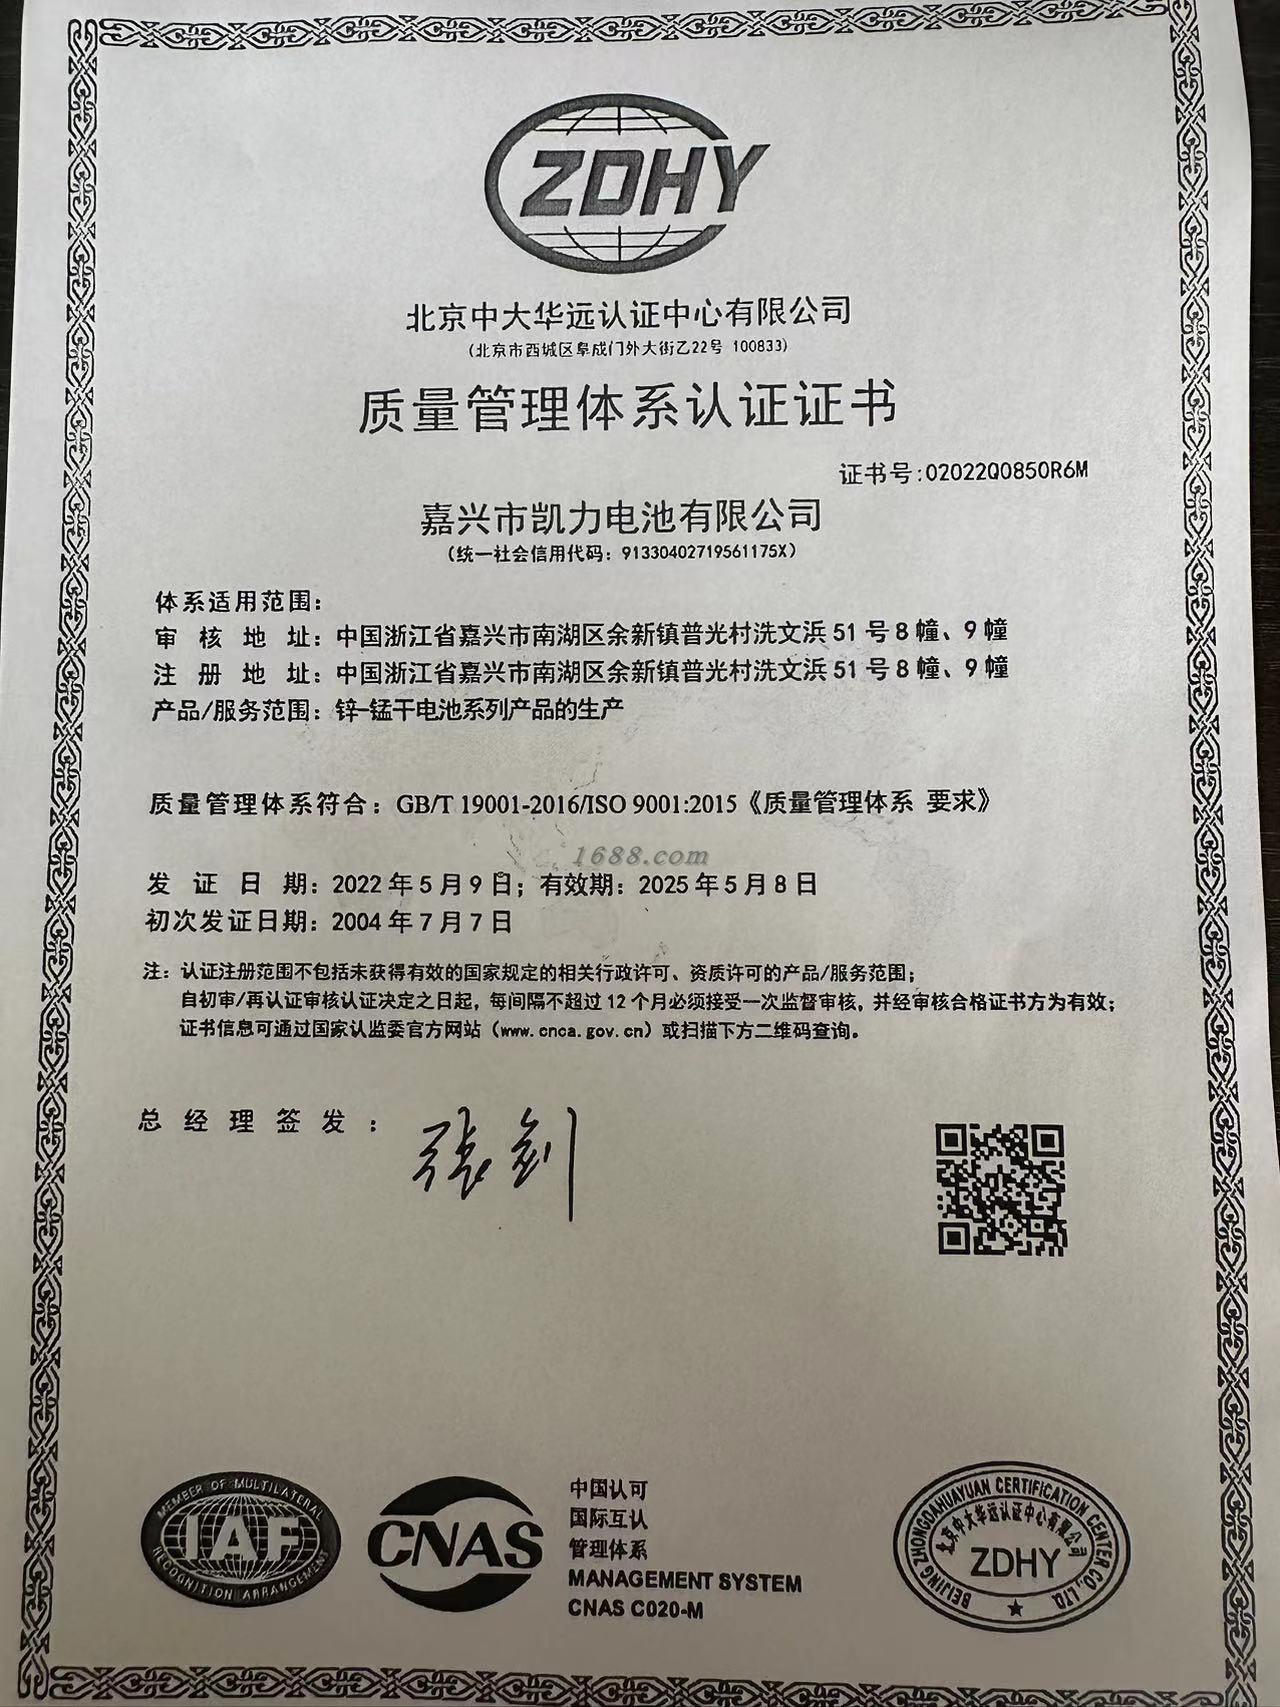 ZDHY
北京中大华远认证中心有限公司
(北京市西城区阜成门外大街乙22号 100833)
质量管理体系认证证书
证书号:02022Q0850R6M
嘉兴市凯力电池有限公司
(统一社会信用代码: 91330402719561175X)
体系适用范围:
审核地址: 中国浙江省嘉兴市南湖区余新镇普光村洗文浜51号8幢、9幢
注册地址: 中国浙江省嘉兴市南湖区余新镇普光村洗文浜51号8幢、9幢
产品/服务范围: 锌-锰干电池系列产品的生产
质量管理体系符合: GB/T 19001-2016/ISO 9001:2015《质量管理体系 要求》
1688.com
发证日期: 2022年5月9日; 有效期: 2025年5月8日
初次发证日期: 2004年7月7日
注: 认证注册范围不包括未获得有效的国家规定的相关行政许可、资质许可的产品/服务范围;
自初审/再认证审核认证决定之日起, 每间隔不超过12个月必须接受一次监督审核, 并经审核合格证书方为有效;
证书信息可通过国家认监委官方网站 (www.cnca.gov.cn) 或扫描下方二维码查询。
总经理签发: 张剑
MEMBER OF MULTILATERAL
IAF
RECOGNITION ARRANGEMENT
CNAS
中国认可
国际互认
管理体系
MANAGEMENT SYSTEM
CNAS C020-M
BEIJING ZHONGDAHUAYUAN CERTIFICATION CENTER CO., LTD.
北京中大华远认证中心有限公司
ZDHY